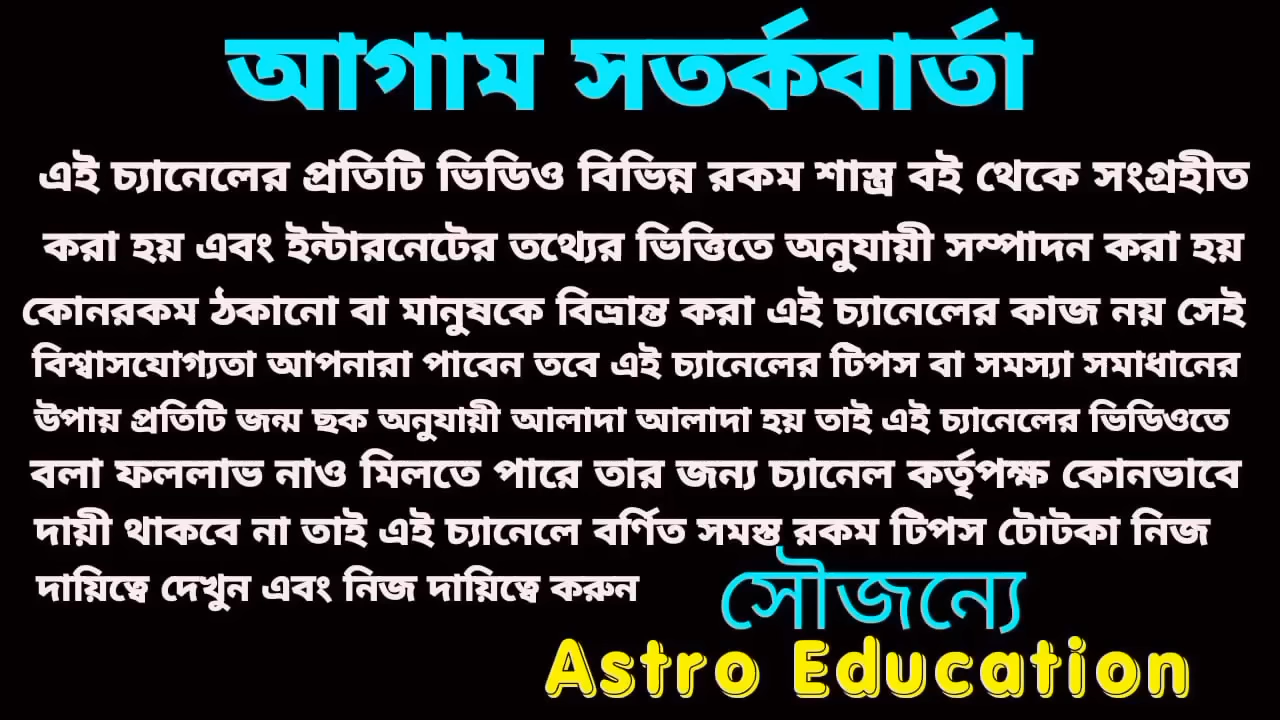 আগাম সতর্কবার্তা
এই চ্যানেলের প্রতিটি ভিডিও বিভিন্ন রকম শাস্ত্র বই থেকে সংগ্রহীত
করা হয় এবং ইন্টারনেটের তথ্যের ভিত্তিতে অনুযায়ী সম্পাদন করা হয়
কোনরকম ঠকানো বা মানুষকে বিভ্রান্ত করা এই চ্যানেলের কাজ নয় সেই
বিশ্বাসযোগ্যতা আপনারা পাবেন তবে এই চ্যানেলের টিপস বা সমস্যা সমাধানের
উপায় প্রতিটি জন্ম ছক অনুযায়ী আলাদা আলাদা হয় তাই এই চ্যানেলের ভিডিওতে
বলা ফললাভ নাও মিলতে পারে তার জন্য চ্যানেল কর্তৃপক্ষ কোনভাবে
দায়ী থাকবে না তাই এই চ্যানেলে বর্ণিত সমস্ত রকম টিপস টোটকা নিজ
দায়িত্বে দেখুন এবং নিজ দায়িত্বে করুন
সৌজন্যে
Astro Education